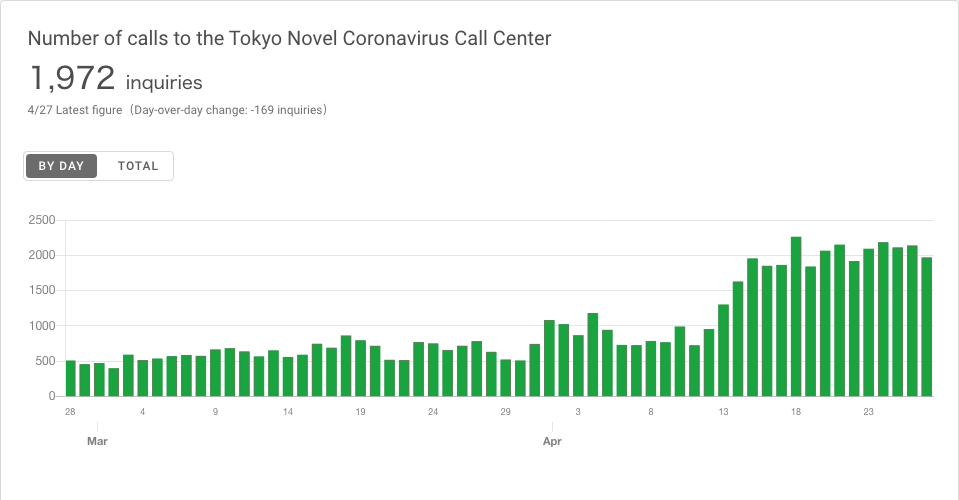 Number of calls to the Tokyo Novel Coronavirus Call Center
1,972 inquiries
4/27 Latest figure（Day-over-day change: -169 inquiries）
BY DAY TOTAL
2500
2000
1500
1000
500
0
28 4 9 14 19 24 29 3 8 13 18 23
Mar Apr